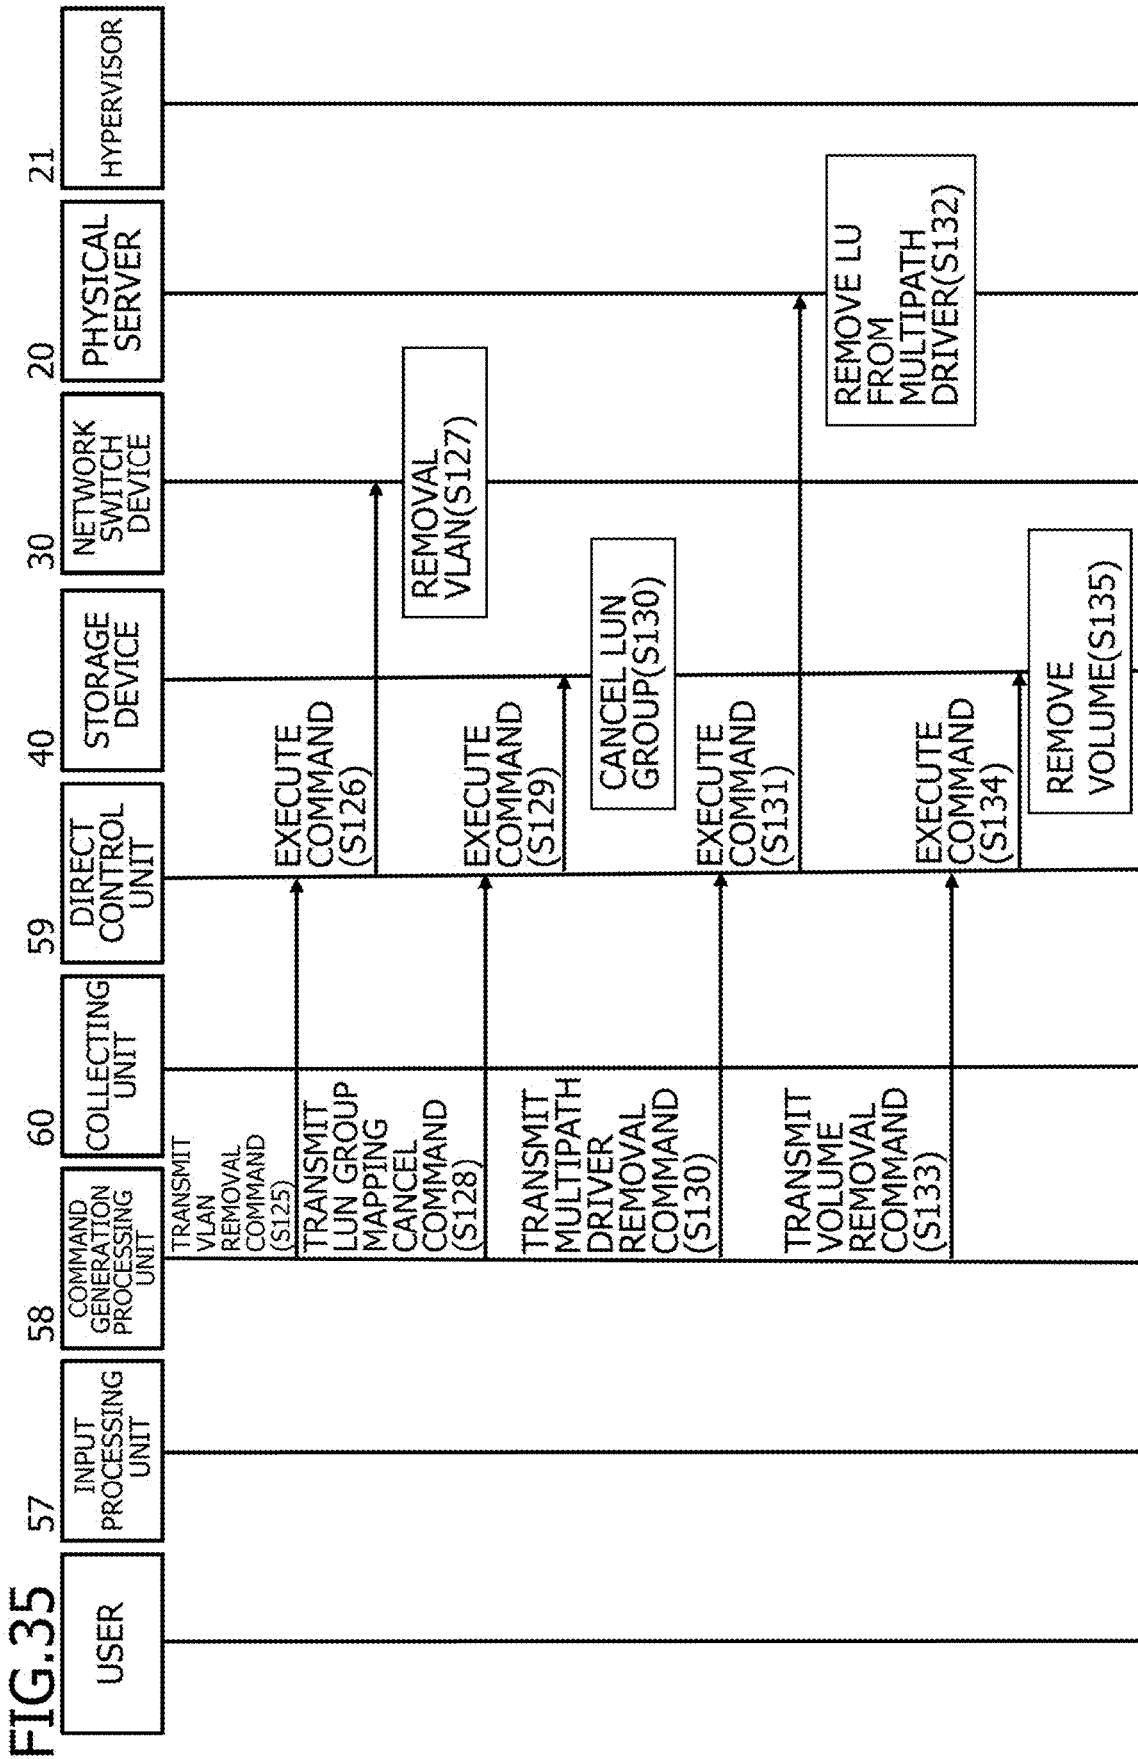 FIG.35
57
58
60
59
40
30
20
21
USER
INPUT
PROCESSING
UNIT
COMMAND
GENERATION
PROCESSING
UNIT
COLLECTING
UNIT
DIRECT
CONTROL
UNIT
STORAGE
DEVICE
NETWORK
SWITCH
DEVICE
PHYSICAL
SERVER
HYPERVISOR
TRANSMIT
VLAN
REMOVAL
COMMAND
(S125)
EXECUTE
COMMAND
(S126)
REMOVAL
VLAN(S127)
TRANSMIT
LUN GROUP
MAPPING
CANCEL
COMMAND
(S128)
EXECUTE
COMMAND
(S129)
CANCEL LUN
GROUP(S130)
TRANSMIT
MULTIPATH
DRIVER
REMOVAL
COMMAND
(S130)
EXECUTE
COMMAND
(S131)
REMOVE LU
FROM
MULTIPATH
DRIVER(S132)
TRANSMIT
VOLUME
REMOVAL
COMMAND
(S133)
EXECUTE
COMMAND
(S134)
REMOVE
VOLUME(S135)